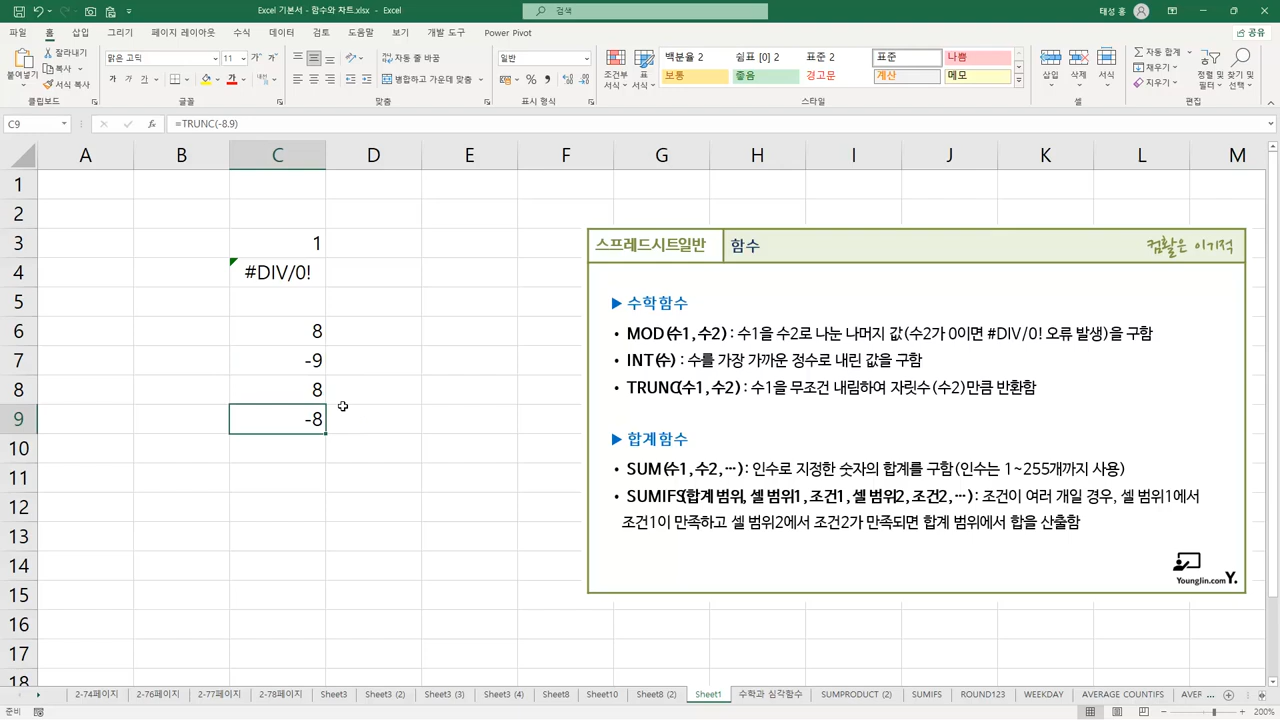 Excel 기본서 - 함수와 차트.xlsx - Excel
검색
태성 홍
파일 홈 삽입 그리기 페이지 레이아웃 수식 데이터 검토 도움말 보기 개발 도구 Power Pivot
공유
붙여넣기
잘라내기
복사
서식 복사
클립보드
맑은 고딕 11
가 가 가
글꼴
자동 줄 바꿈
병합하고 가운데 맞춤
맞춤
일반
표시 형식
조건부 서식
표 서식
백분율 2 쉼표 [0] 2 표준 2 표준 나쁨
보통 좋음 경고문 계산 메모
스타일
삽입 삭제 서식
셀
자동 합계
채우기
지우기
정렬 및 필터
찾기 및 선택
편집
C9 fx =TRUNC(-8.9)
A B C D E F G H I J K L M
1
2
3 1
4 #DIV/0!
5
6 8
7 -9
8 8
9 -8
10
11
12
13
14
15
16
17
18
스프레드시트일반 함수 컴활은 이기적
▶ 수학함수
• MOD(수1, 수2) : 수1을 수2로 나눈 나머지 값(수2가 0이면 #DIV/0! 오류 발생)을 구함
• INT(수) : 수를 가장 가까운 정수로 내린 값을 구함
• TRUNC(수1, 수2) : 수1을 무조건 내림하여 자릿수(수2)만큼 반환함
▶ 합계함수
• SUM(수1, 수2, …) : 인수로 지정한 숫자의 합계를 구함(인수는 1~255개까지 사용)
• SUMIFS(합계 범위, 셀 범위1, 조건1, 셀 범위2, 조건2, …) : 조건이 여러 개일 경우, 셀 범위1에서
조건1이 만족하고 셀 범위2에서 조건2가 만족되면 합계 범위에서 합을 산출함
Youngjin.com Y.
2-74페이지 2-76페이지 2-77페이지 2-78페이지 Sheet3 Sheet3 (2) Sheet3 (3) Sheet3 (4) Sheet8 Sheet10 Sheet8 (2) Sheet1 수학과 삼각함수 SUMPRODUCT (2) SUMIFS ROUND123 WEEKDAY AVERAGE COUNTIFS AVER ...
준비
200%